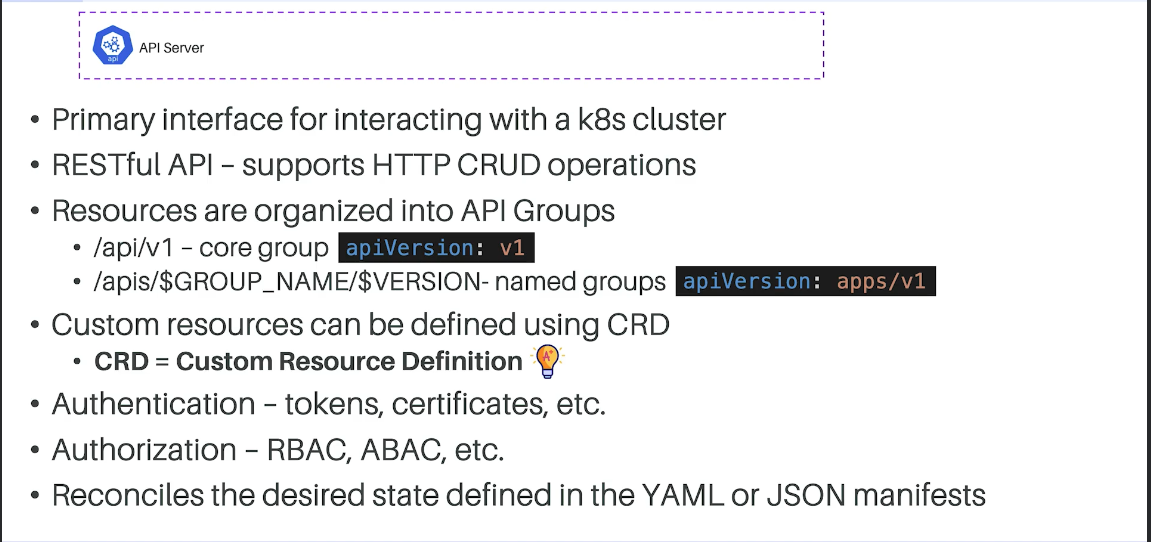 api
API Server
• Primary interface for interacting with a k8s cluster
• RESTful API – supports HTTP CRUD operations
• Resources are organized into API Groups
• /api/v1 – core group apiVersion: v1
• /apis/$GROUP_NAME/$VERSION- named groups apiVersion: apps/v1
• Custom resources can be defined using CRD
• CRD = Custom Resource Definition A+
• Authentication – tokens, certificates, etc.
• Authorization – RBAC, ABAC, etc.
• Reconciles the desired state defined in the YAML or JSON manifests